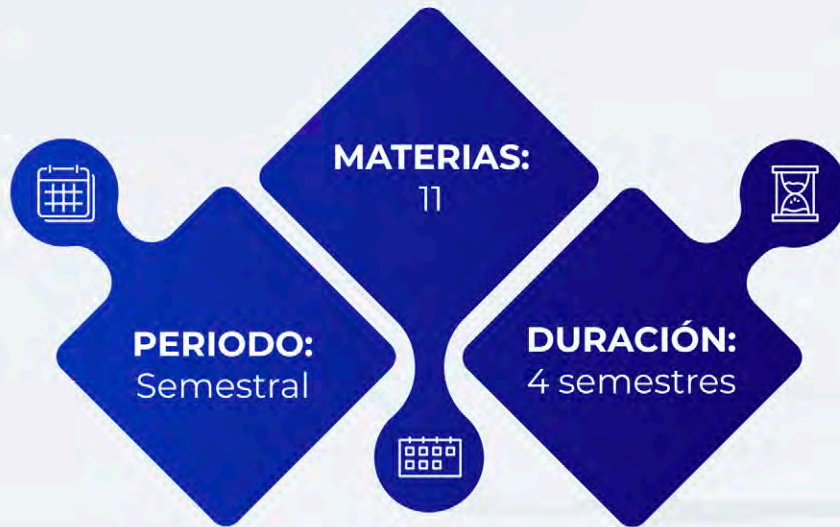 MATERIAS:
11
PERIODO:
Semestral
DURACIÓN:
4 semestres